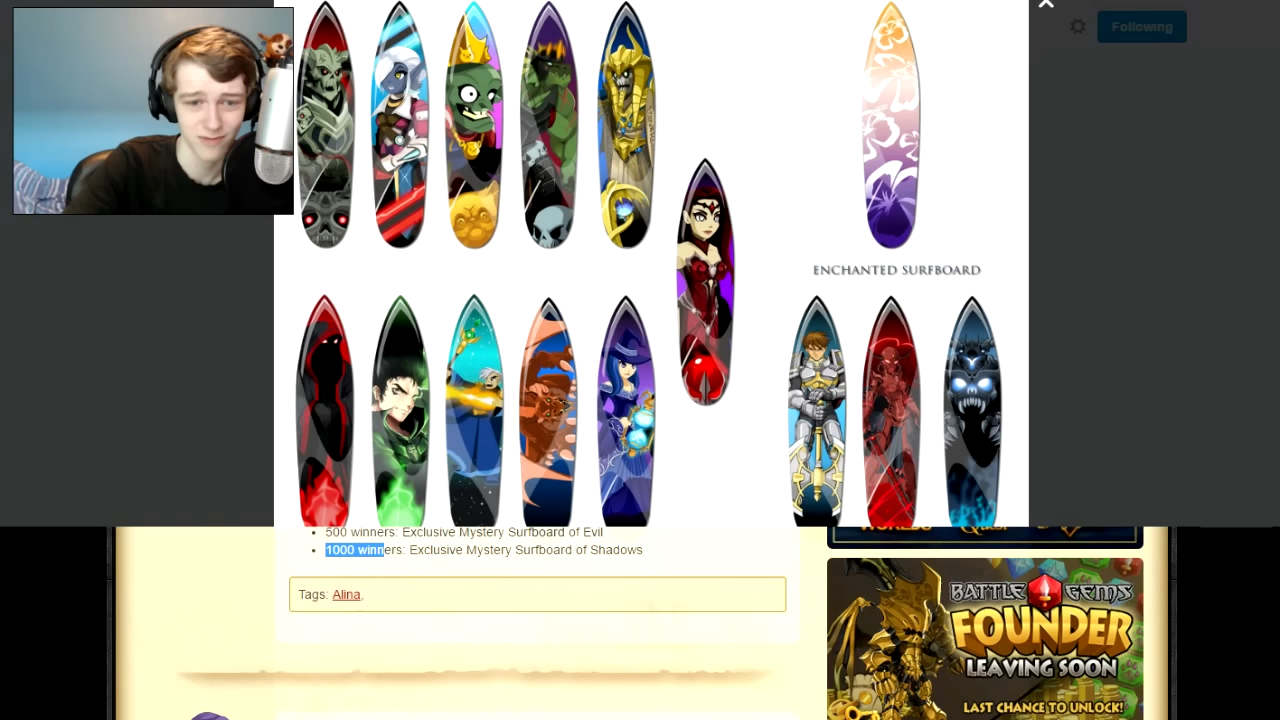 Following
ENCHANTED SURFBOARD
500 winners: Exclusive Mystery Surfboard of Evil
1000 winners: Exclusive Mystery Surfboard of Shadows
Tags: Alina,
BATTLE GEMS
FOUNDER
LEAVING SOON
LAST CHANCE TO UNLOCK!